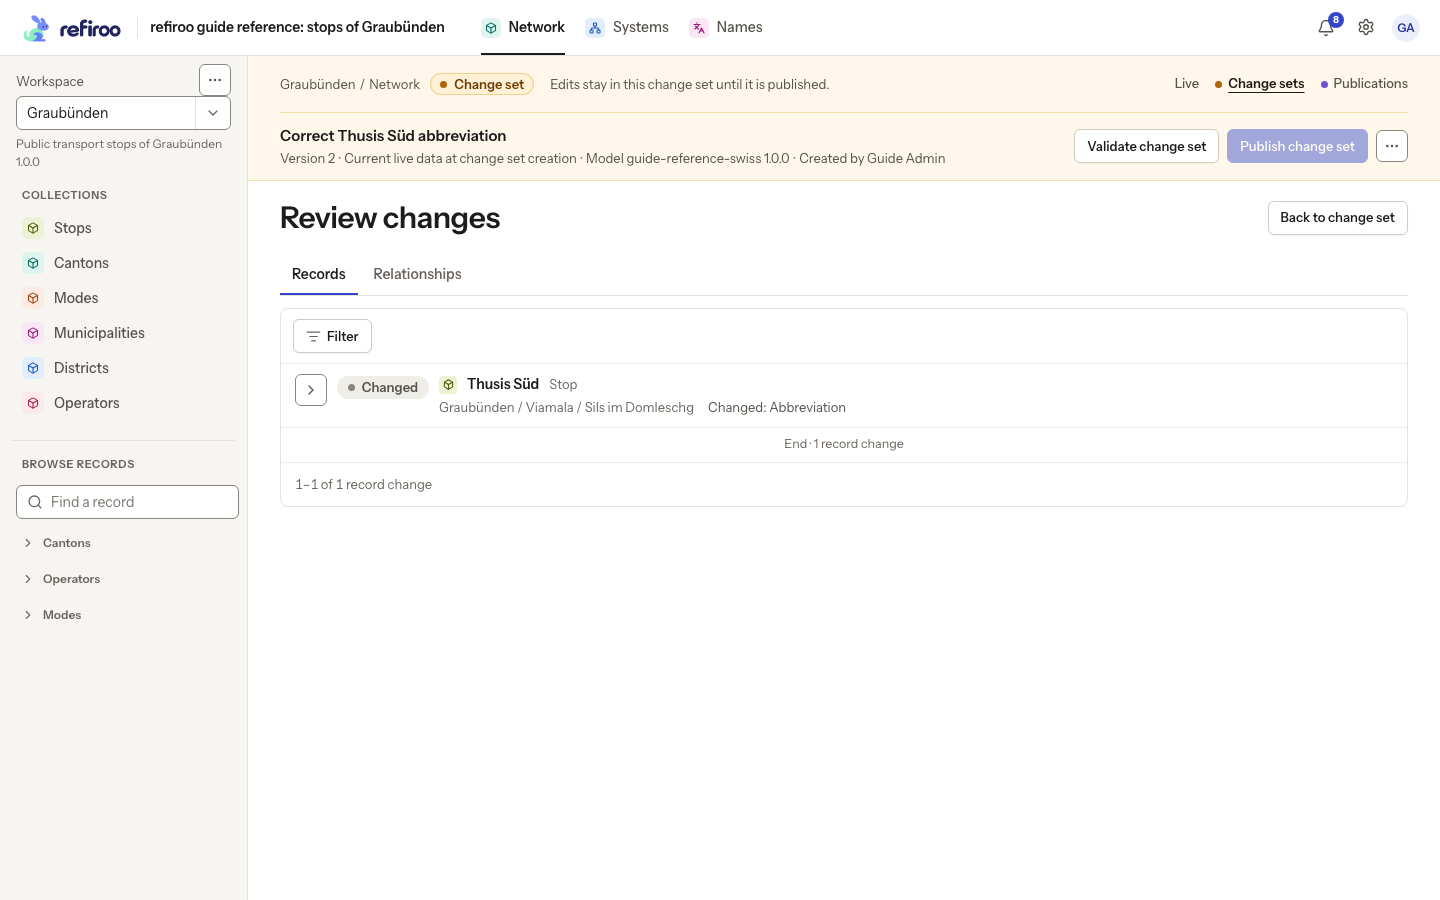 refiroo
refiroo guide reference: stops of Graubünden
Network
Systems
Names
8
GA
Workspace
Graubünden
Public transport stops of Graubünden
1.0.0
COLLECTIONS
Stops
Cantons
Modes
Municipalities
Districts
Operators
BROWSE RECORDS
Find a record
Cantons
Operators
Modes
Graubünden / Network
Change set
Edits stay in this change set until it is published.
Live
Change sets
Publications
Correct Thusis Süd abbreviation
Version 2 · Current live data at change set creation · Model guide-reference-swiss 1.0.0 · Created by Guide Admin
Validate change set
Publish change set
Review changes
Back to change set
Records
Relationships
Filter
Changed
Thusis Süd Stop
Graubünden / Viamala / Sils im Domleschg Changed: Abbreviation
End · 1 record change
1–1 of 1 record change